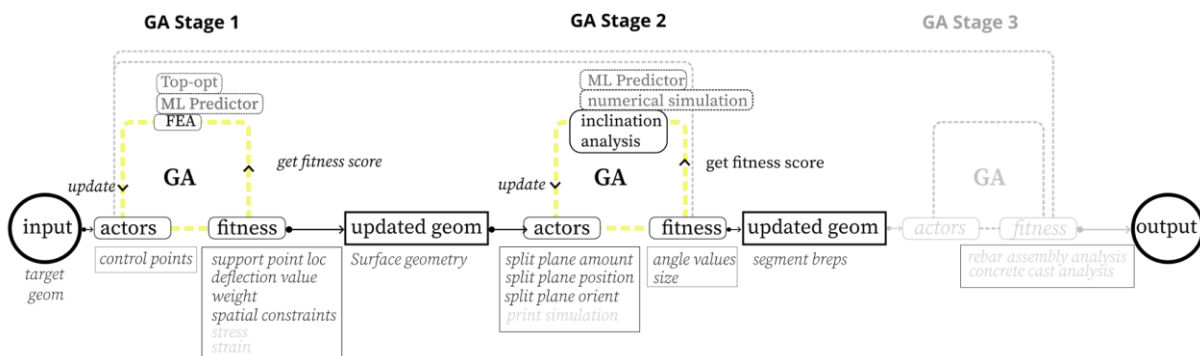 GA Stage 1
GA Stage 2
GA Stage 3
Top-opt
ML Predictor
FEA
ML Predictor
numerical simulation
inclination
analysis
update
GA
get fitness score
update
GA
get fitness score
GA
input
actors
fitness
updated geom
actors
fitness
updated geom
actors
fitness
output
target
geom
control points
support point loc
deflection value
weight
spatial constraints
stress
strain
Surface geometry
split plane amount
split plane position
split plane orient
print simulation
angle values
size
segment breps
rebar assembly analysis
concrete cast analysis